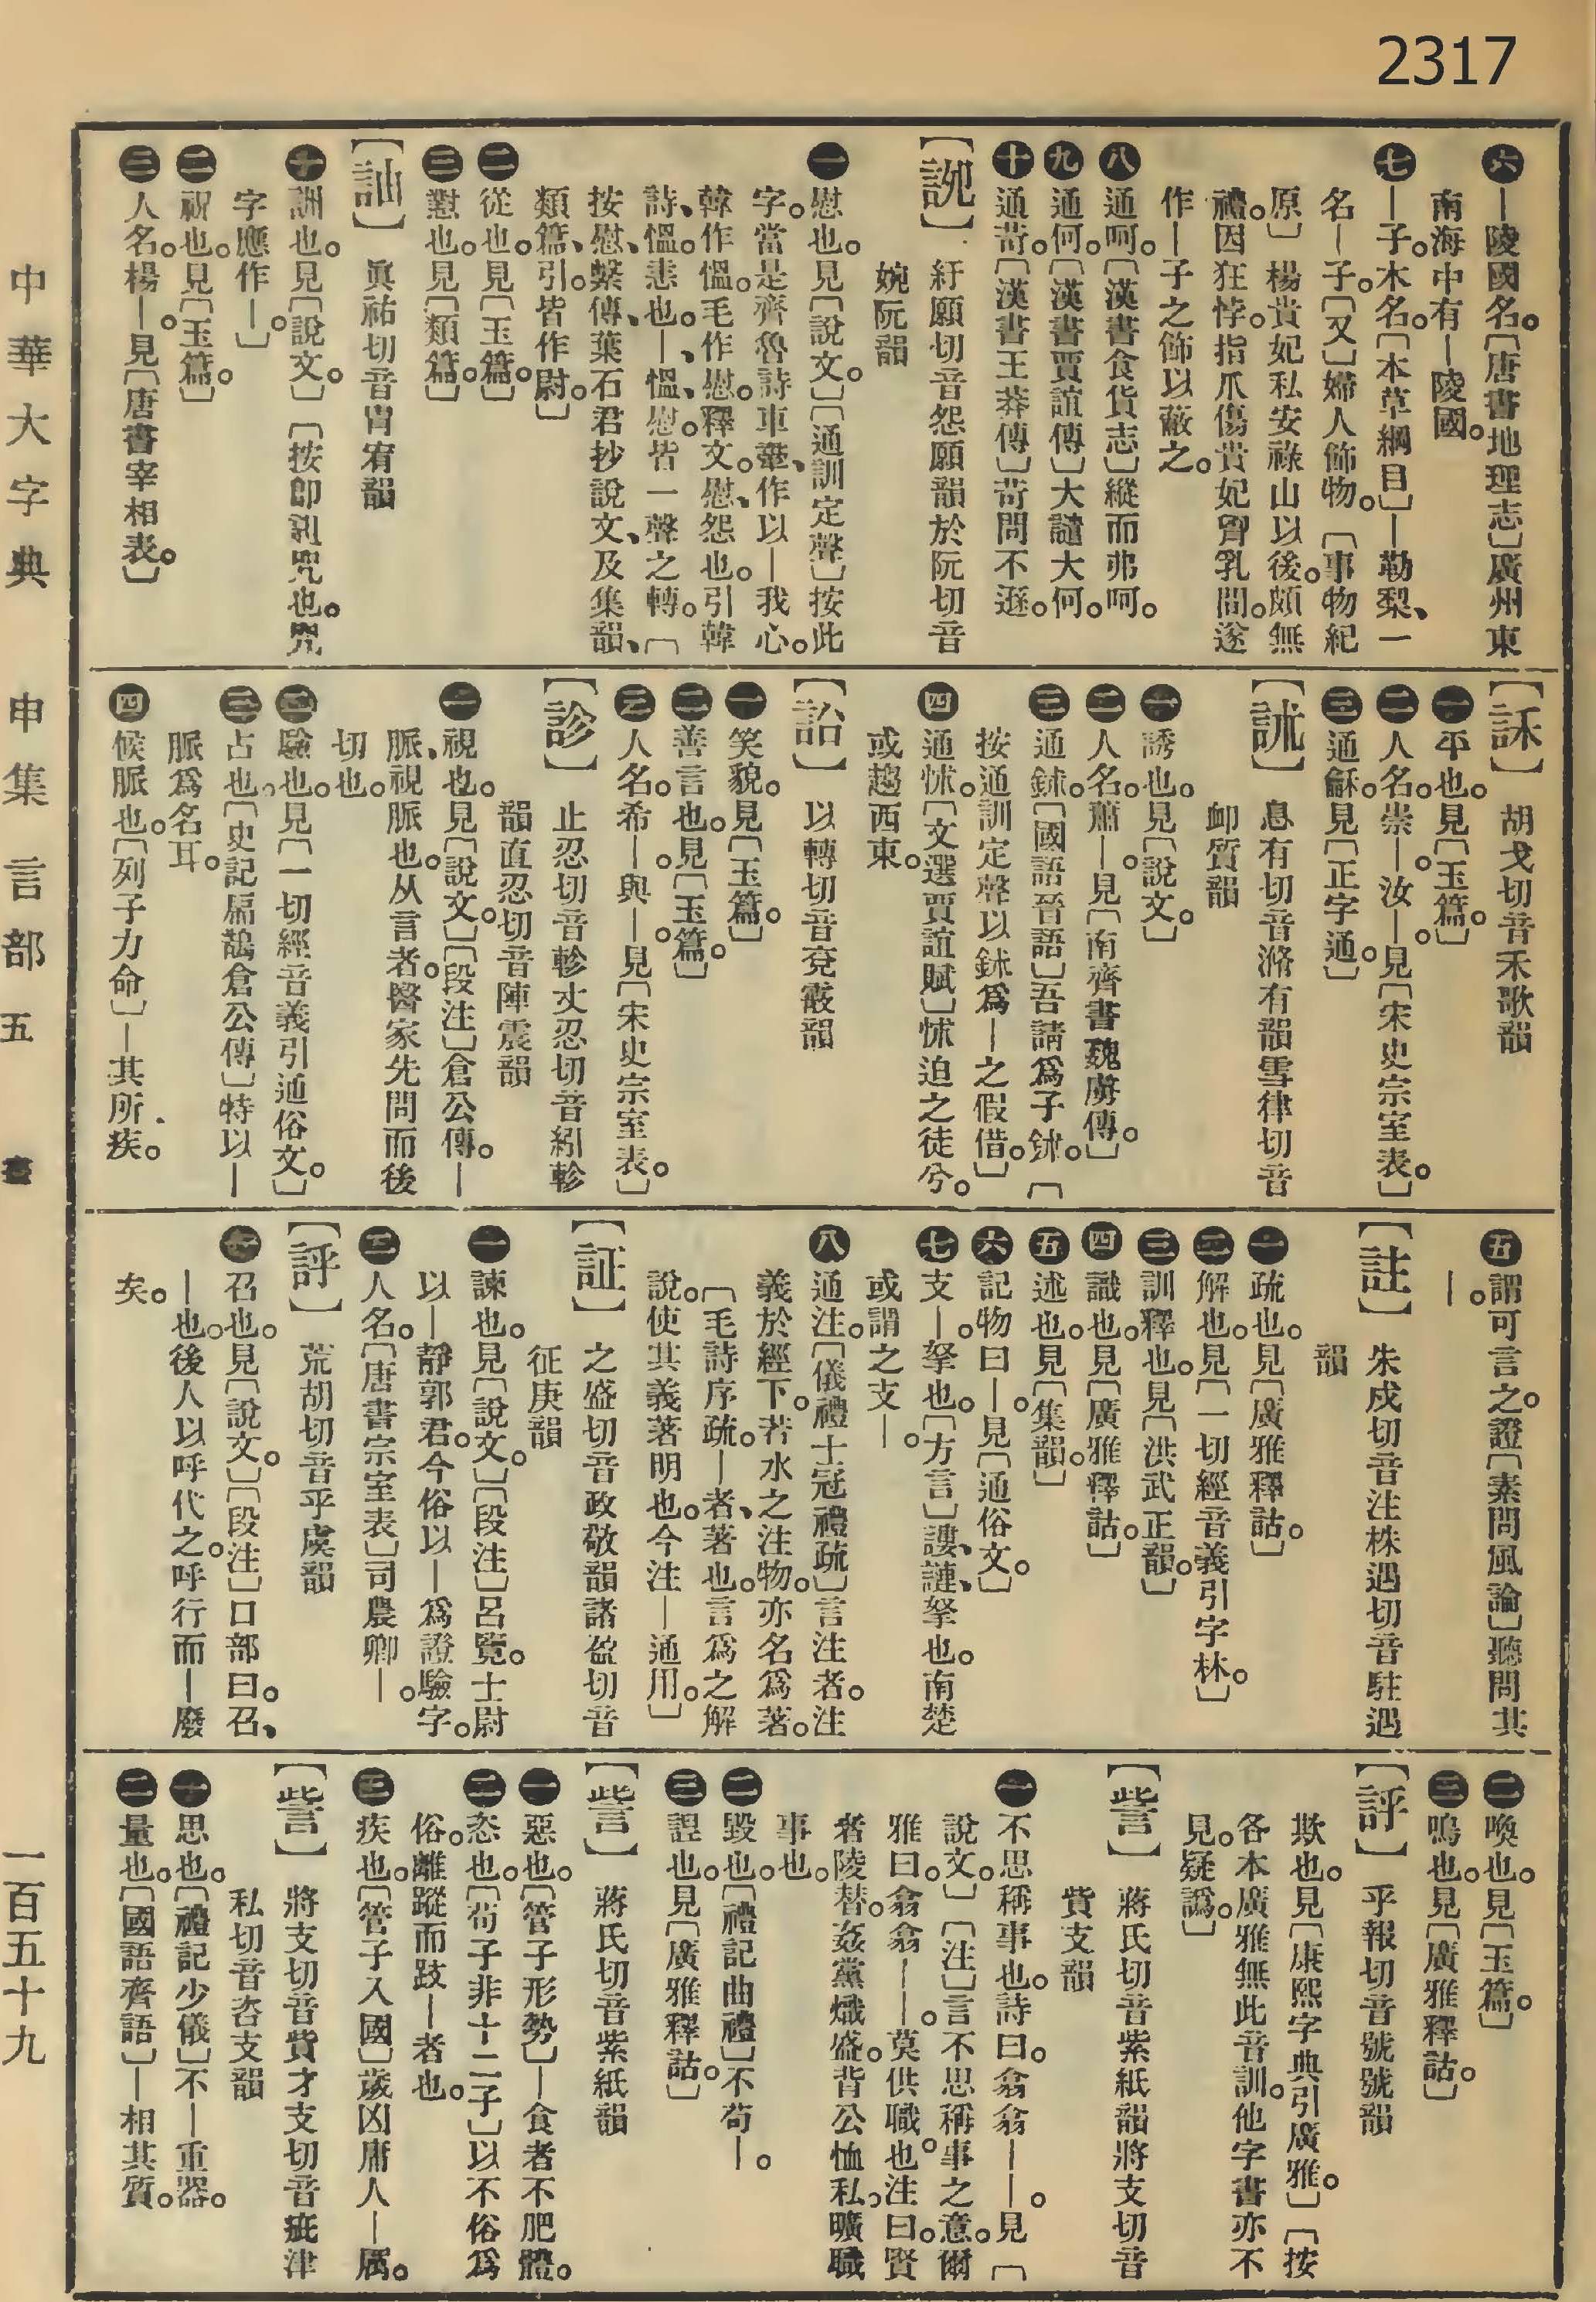 2317
㊅｜陵國名。〔唐書地理志〕廣州東
南海中有｜陵國。
㊆｜子。木名。〔本草綱目〕｜勒棃、一
名｜子。〔又〕婦人飾物。〔事物紀
原〕楊貴妃私安祿山以後。頗無
禮。因狂悖。指爪傷貴妃胷乳間。遂
作｜子之飾以蔽之。
㊇通呵。〔漢書食貨志〕縱而弗呵。
㊈通何。〔漢書賈誼傳〕大譴大何。
㊉通苛。〔漢書王莽傳〕苛問不遜。
【䛄】紆願切音怨願韻於阮切音
婉阮韻
㊀慰也。見〔說文。〕〔通訓定聲〕按此
字。當是齊魯詩車舝、作以｜我心。
韓作慍。毛作慰。釋文。慰、怨也。引韓
詩、慍。恚也。｜、慍、慰。皆一聲之轉。〔
按慰、繫傳、葉石君抄說文、及集韻、
類篇、引。皆作尉。〕
㊁從也。見〔玉篇。〕
㊂懟也。見〔類篇。〕
【詘】眞祐切音胄宥韻
㊀詶也。見〔說文。〕〔按卽訓咒也。咒
字應作｜。〕
㊁祝也。見〔玉篇。〕
㊂人名。楊｜。見〔唐書宰相表。〕
【訸】胡戈切音禾歌韻
㊀平也。見〔玉篇。〕
㊁人名。崇｜。汝｜。見〔宋史宗室表。〕
㊂通龢。見〔正字通。〕
【訹】息有切音滫有韻雪律切音
卹質韻
㊀誘也。見〔說文。〕
㊁人名。蕭｜。見〔南齊書魏虜傳。〕
㊂通鉥。〔國語晉語〕吾請爲子鉥。〔
按通訓定聲以鉥爲｜之假借。〕
㊃通怵。〔文選賈誼賦〕怵迫之徒兮。
或趨西東。
【詔】以轉切音兗霰韻
㊀笑貌。見〔玉篇。〕
㊁善言也。見〔玉篇。〕
㊂人名。希｜。與｜。見〔宋史宗室表。〕
【診】止忍切音軫丈忍切音紖軫
韻直忍切音陣震韻
㊀視也。見〔說文。〕〔段注〕倉公傳。｜
脈、視脈也。从言者。醫家先問而後
切也。
㊁驗也。見〔一切經音義引通俗文。〕
㊂占也。〔史記扁鵲倉公傳〕特以｜
脈爲名耳。
㊃候脈也。〔列子力命〕｜其所疾。
㊄謂可言之。證〔素問風論〕聽問其
｜。
【註】朱戍切音注株遇切音駐遇
韻
㊀疏也。見〔廣雅釋詁。〕
㊁解也。見〔一切經音義引字林。〕
㊂訓釋也。見〔洪武正韻。〕
㊃識也。見〔廣雅釋詁。〕
㊄述也。見〔集韻。〕
㊅記物曰｜。見〔通俗文。〕
㊆支｜。拏也。〔方言〕謱、謰、拏也。南楚
或謂之支｜。
㊇通注。〔儀禮士冠禮疏〕言注者。注
義於經下。若水之注物。亦名爲著。
〔毛詩序疏。｜者、著也。言爲之解
說。使其義著明也。今注｜通用。〕
【証】之盛切音政敬韻諸盈切音
征庚韻
㊀諫也。見〔說文。〕〔段注〕呂覽。士尉
以｜靜郭君。今俗以｜爲證驗字。
㊁人名。〔唐書宗室表〕司農卿｜。
【評】荒胡切音乎虞韻
㊀召也。見〔說文。〕〔段注〕口部曰。召、
｜也。後人以呼代之。呼行而｜廢
矣。
㊁喚也。見〔玉篇。〕
㊂嗚也。見〔廣雅釋詁。〕
【評】乎報切音號號韻
欺也。見〔康熙字典引廣雅。〕〔按
各本廣雅無此音訓。他字書亦不
見。疑譌。〕
【訾】蔣氏切音紫紙韻將支切音
貲支韻
㊀不思稱事也。詩曰。翕翕｜｜。見〔
說文。〕〔注〕言不思稱事之意。爾
雅曰。翕翕｜｜。莫供職也。注曰。賢
者陵替。姦黨熾盛。背公恤私。曠職
事也。
㊁毀也。〔禮記曲禮〕不苟｜。
㊂諲也。見〔廣雅釋詁。〕
【訾】蔣氏切音紫紙韻
㊀惡也。〔管子形勢〕｜食者不肥體。
㊁恣也。〔荀子非十二子〕以不俗爲
俗。離蹤而跂｜者也。
㊂疾也。〔管子入國〕歲凶庸人｜厲。
【訾】將支切音貲才支切音疵津
私切音咨支韻
㊀思也。〔禮記少儀〕不｜重器。
㊁量也。〔國語齊語〕｜相其質。
中華大字典　申集　言部五
一百五十九